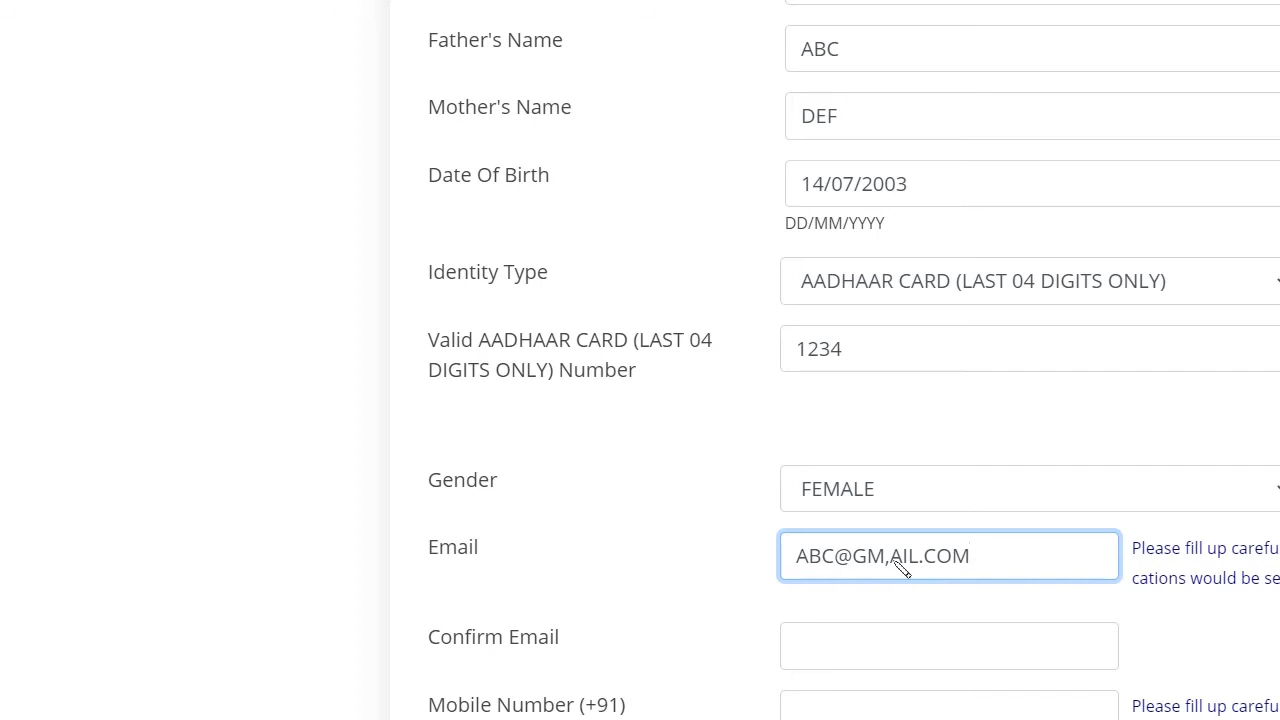 Father's Name
ABC
Mother's Name
DEF
Date Of Birth
14/07/2003
DD/MM/YYYY
Identity Type
AADHAAR CARD (LAST 04 DIGITS ONLY)
Valid AADHAAR CARD (LAST 04
DIGITS ONLY) Number
1234
Gender
FEMALE
Email
ABC@GM,AIL.COM
Please fill up carefu
cations would be se
Confirm Email
Mobile Number (+91)
Please fill up carefu